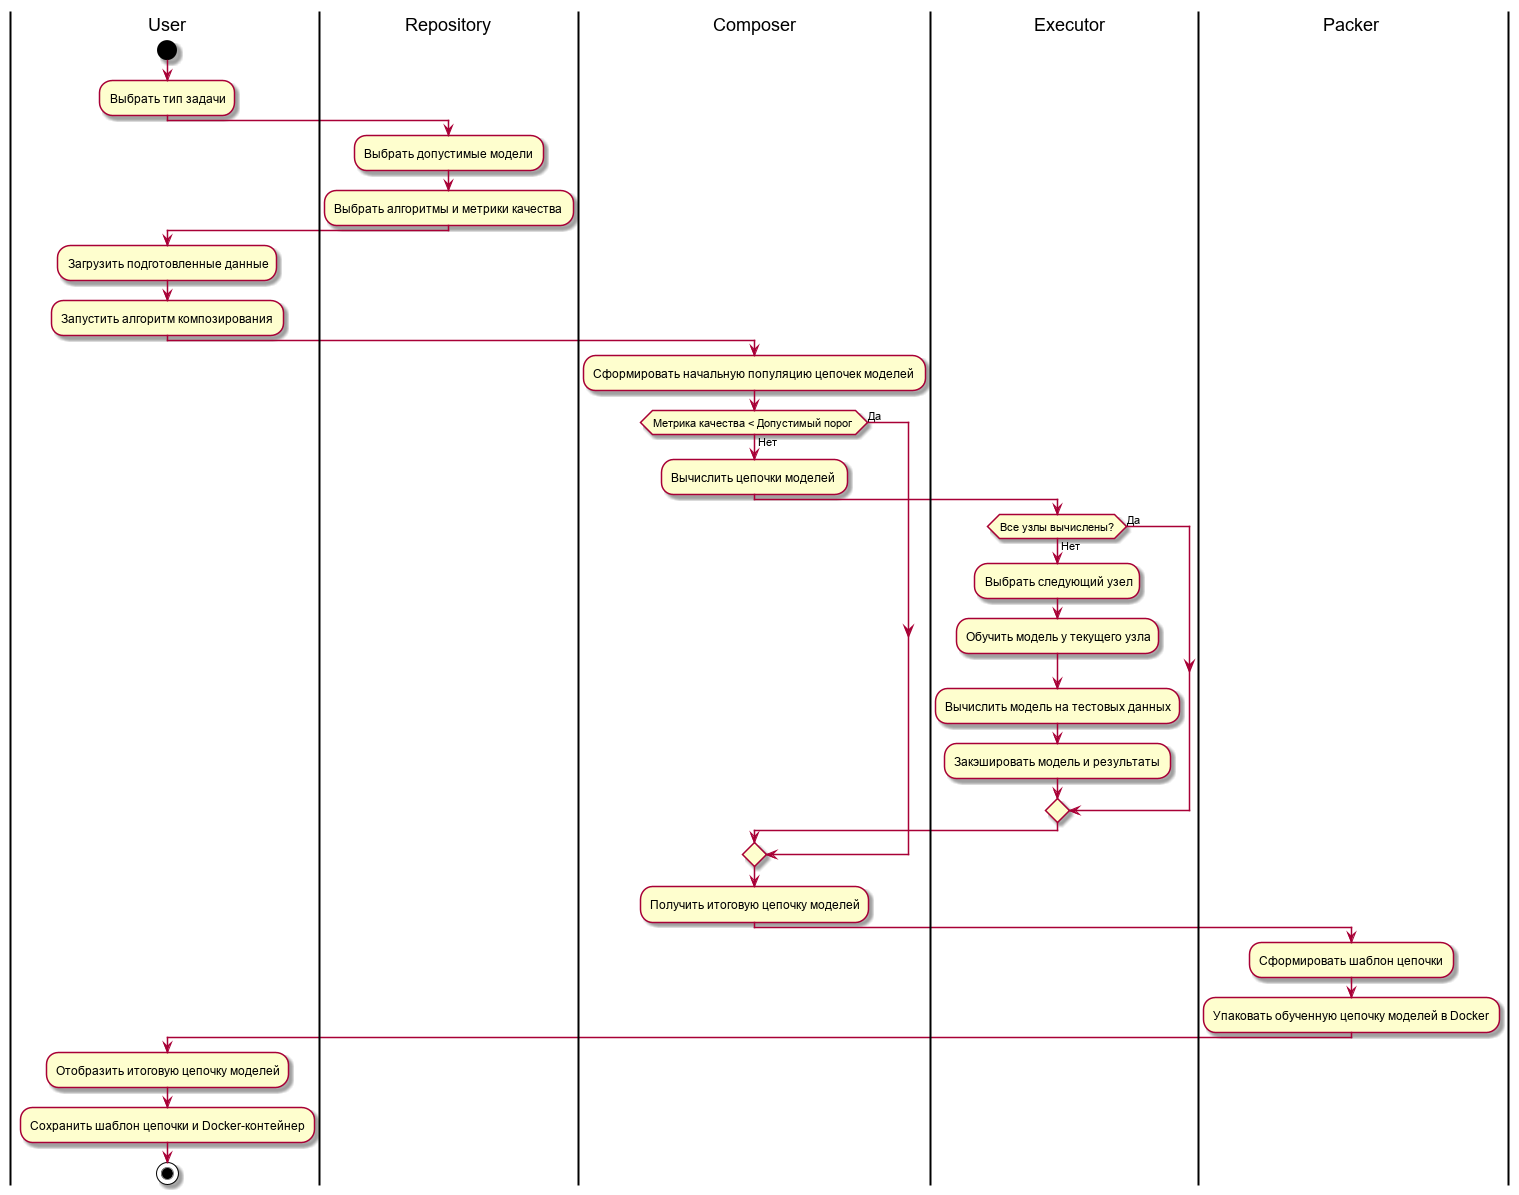 User
Repository
Composer
Executor
Packer
Выбрать тип задачи
Выбрать допустимые модели
Выбрать алгоритмы и метрики качества
Загрузить подготовленные данные
Запустить алгоритм композирования
Сформировать начальную популяцию цепочек моделей
Метрика качества < Допустимый порог
Да
Нет
Вычислить цепочки моделей
Все узлы вычислены?
Да
Нет
Выбрать следующий узел
Обучить модель у текущего узла
Вычислить модель на тестовых данных
Закэшировать модель и результаты
Получить итоговую цепочку моделей
Сформировать шаблон цепочки
Упаковать обученную цепочку моделей в Docker
Отобразить итоговую цепочку моделей
Сохранить шаблон цепочки и Docker-контейнер